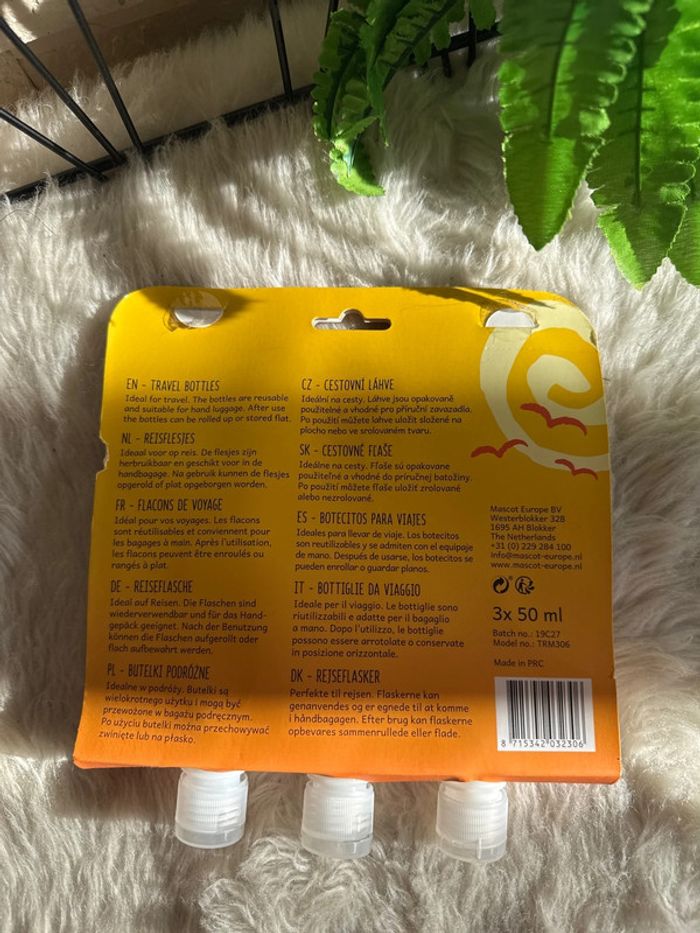 EN - TRAVEL BOTTLES
Ideal for travel. The bottles are reusable
and suitable for hand luggage. After use
the bottles can be rolled up or stored flat.
NL - REISFLESJES
Ideaal voor op reis. De flesjes zijn
herbruikbaar en geschikt voor in de
handbagage. Na gebruik kunnen de flesjes
opgerold of plat opgeborgen worden.
FR - FLACONS DE VOYAGE
Idéal pour vos voyages. Les flacons
sont réutilisables et conviennent pour
les bagages à main. Après l'utilisation,
les flacons peuvent être enroulés ou
rangés à plat.
DE - REISEFLASCHE
Ideal auf Reisen. Die Flaschen sind
wiederverwendbar und für das Hand-
gepäck geeignet. Nach der Benutzung
können die Flaschen aufgerollt oder
flach aufbewahrt werden.
PL - BUTELKI PODRÓŻNE
Idealne w podróży. Butelki są
wielokrotnego użytku i mogą być
przewożone w bagażu podręcznym.
Po użyciu butelki można przechowywać
zwinięte lub na płasko.
CZ - CESTOVNÍ LÁHVE
Ideální na cesty. Láhve jsou opakovaně
použitelné a vhodné pro příruční zavazadla.
Po použití můžete láhve uložit složené na
plocho nebo ve srolovaném tvaru.
SK - CESTOVNÉ FĽAŠE
Ideálne na cesty. Fľaše sú opakovane
použiteľné a vhodné do príručnej batožiny.
Po použití môžete fľaše uložiť zrolované
alebo nezrolované.
ES - BOTECITOS PARA VIAJES
Ideales para llevar de viaje. Los botecitos
son reutilizables y se admiten con el equipaje
de mano. Después de usarse, los botecitos se
pueden enrollar o guardar planos.
IT - BOTTIGLIE DA VIAGGIO
Ideale per il viaggio. Le bottiglie sono
riutilizzabili e adatte per il bagaglio
a mano. Dopo l'utilizzo, le bottiglie
possono essere arrotolate o conservate
in posizione orizzontale.
DK - REJSEFLASKER
Perfekte til rejsen. Flaskerne kan
genanvendes og er egnede til at komme
i håndbagagen. Efter brug kan flaskerne
opbevares sammenrullede eller flade.
Mascot Europe BV
Westerblokker 32B
1695 AH Blokker
The Netherlands
+31 (0) 229 284 100
info@mascot-europe.nl
www.mascot-europe.nl
3x 50 ml
Batch no.: 19C27
Model no.: TRM306
Made in PRC
8 715342 032306